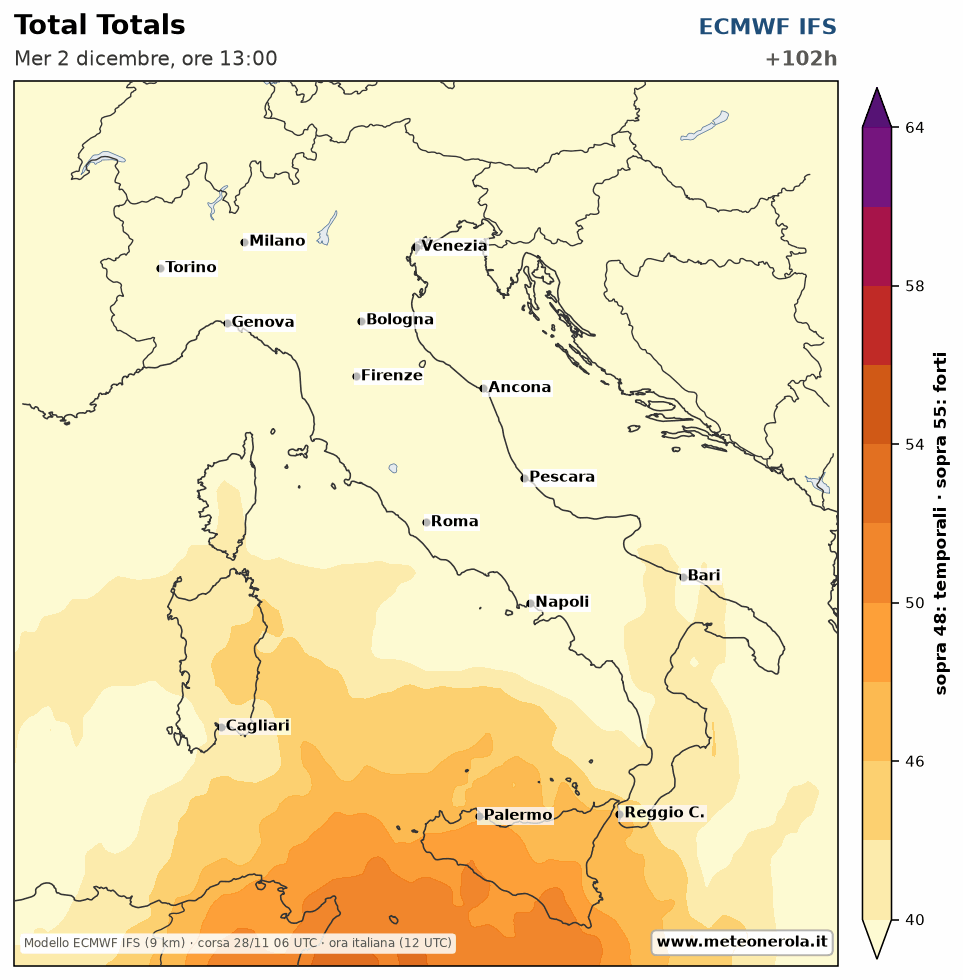 Total Totals
ECMWF IFS
Mer 2 dicembre, ore 13:00
+102h
64
58
54
50
46
40
sopra 48: temporali · sopra 55: forti
Milano
Venezia
Torino
Genova
Bologna
Firenze
Ancona
Pescara
Roma
Bari
Napoli
Cagliari
Palermo
Reggio C.
Modello ECMWF IFS (9 km) · corsa 28/11 06 UTC · ora italiana (12 UTC)
www.meteonerola.it